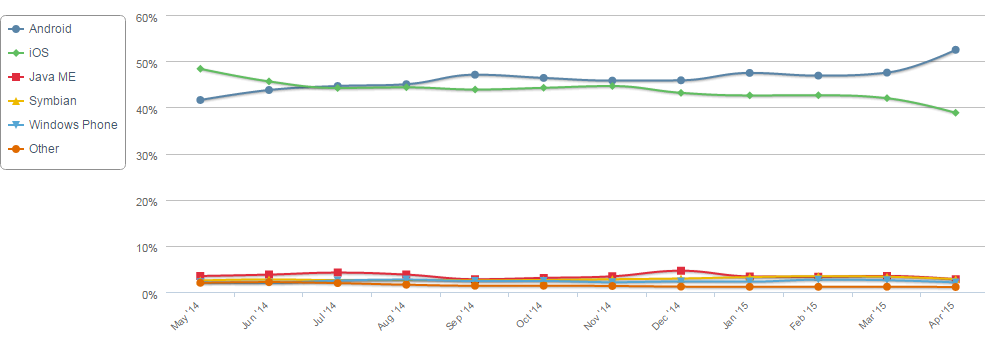 Android
iOS
Java ME
Symbian
Windows Phone
Other
60%
50%
40%
30%
20%
10%
0%
May '14
Jun '14
Jul '14
Aug '14
Sep '14
Oct '14
Nov '14
Dec '14
Jan '15
Feb '15
Mar '15
Apr '15